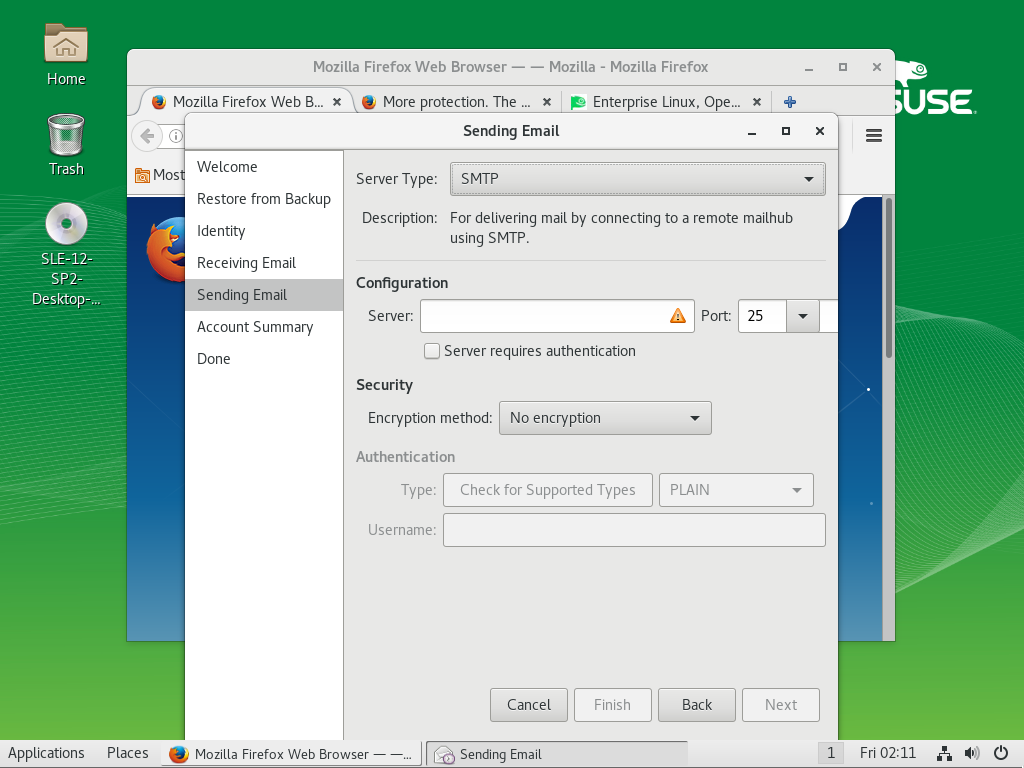 Home
Trash
SLE-12-
SP2-
Desktop-...
SUSE
Mozilla Firefox Web Browser — — Mozilla - Mozilla Firefox
Mozilla Firefox Web B...
More protection. The ...
Enterprise Linux, Ope...
Most
Sending Email
Welcome
Restore from Backup
Identity
Receiving Email
Sending Email
Account Summary
Done
Server Type: SMTP
Description: For delivering mail by connecting to a remote mailhub
using SMTP.
Configuration
Server: Port: 25
Server requires authentication
Security
Encryption method: No encryption
Authentication
Type: Check for Supported Types PLAIN
Username:
Cancel Finish Back Next
Applications Places Mozilla Firefox Web Browser — —... Sending Email 1 Fri 02:11